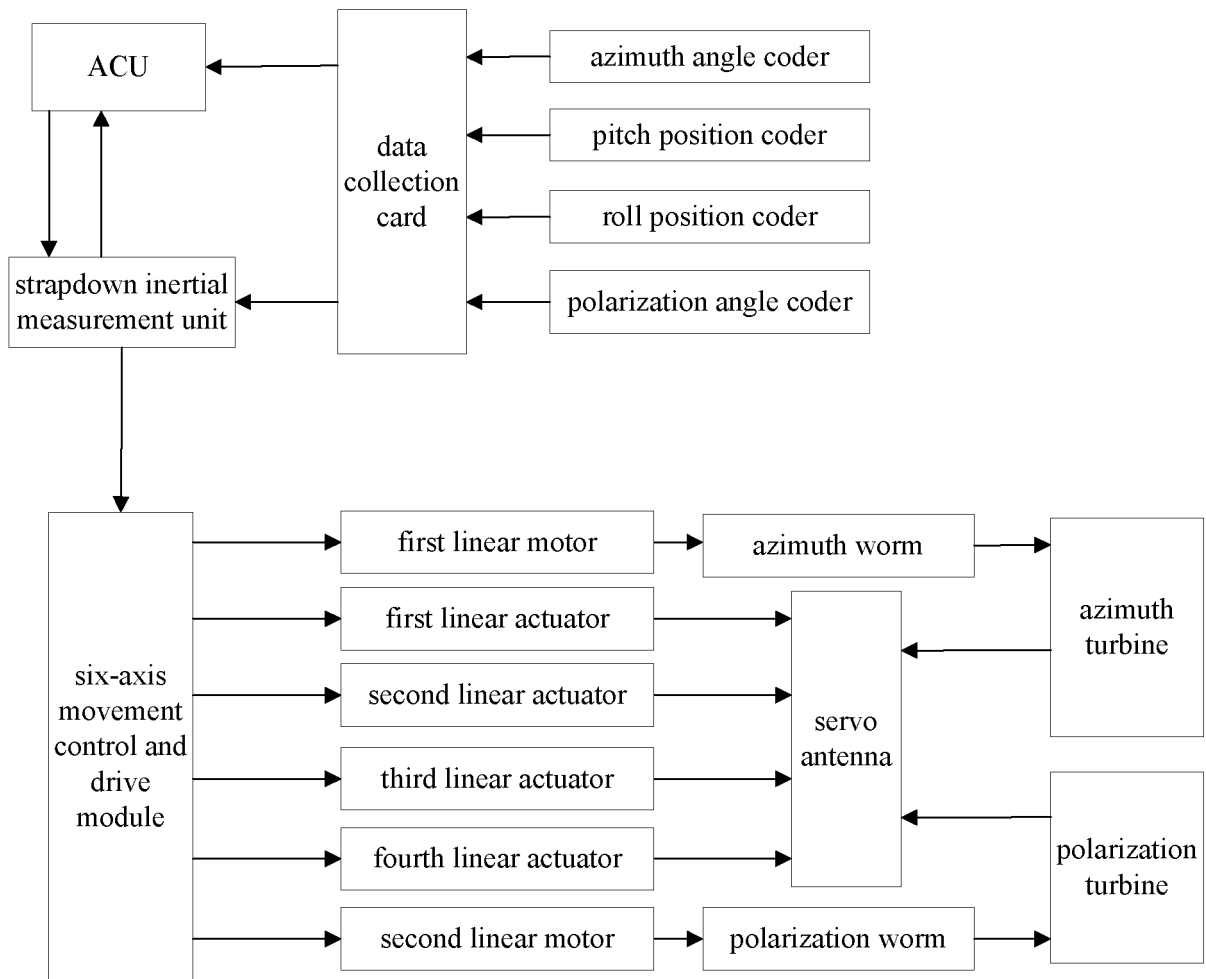 ACU
azimuth angle coder
pitch position coder
data
collection
card
roll position coder
polarization angle coder
strapdown inertial
measurement unit
first linear motor
azimuth worm
first linear actuator
azimuth
turbine
six-axis
movement
control and
drive
module
second linear actuator
servo
antenna
third linear actuator
fourth linear actuator
polarization
turbine
second linear motor
polarization worm